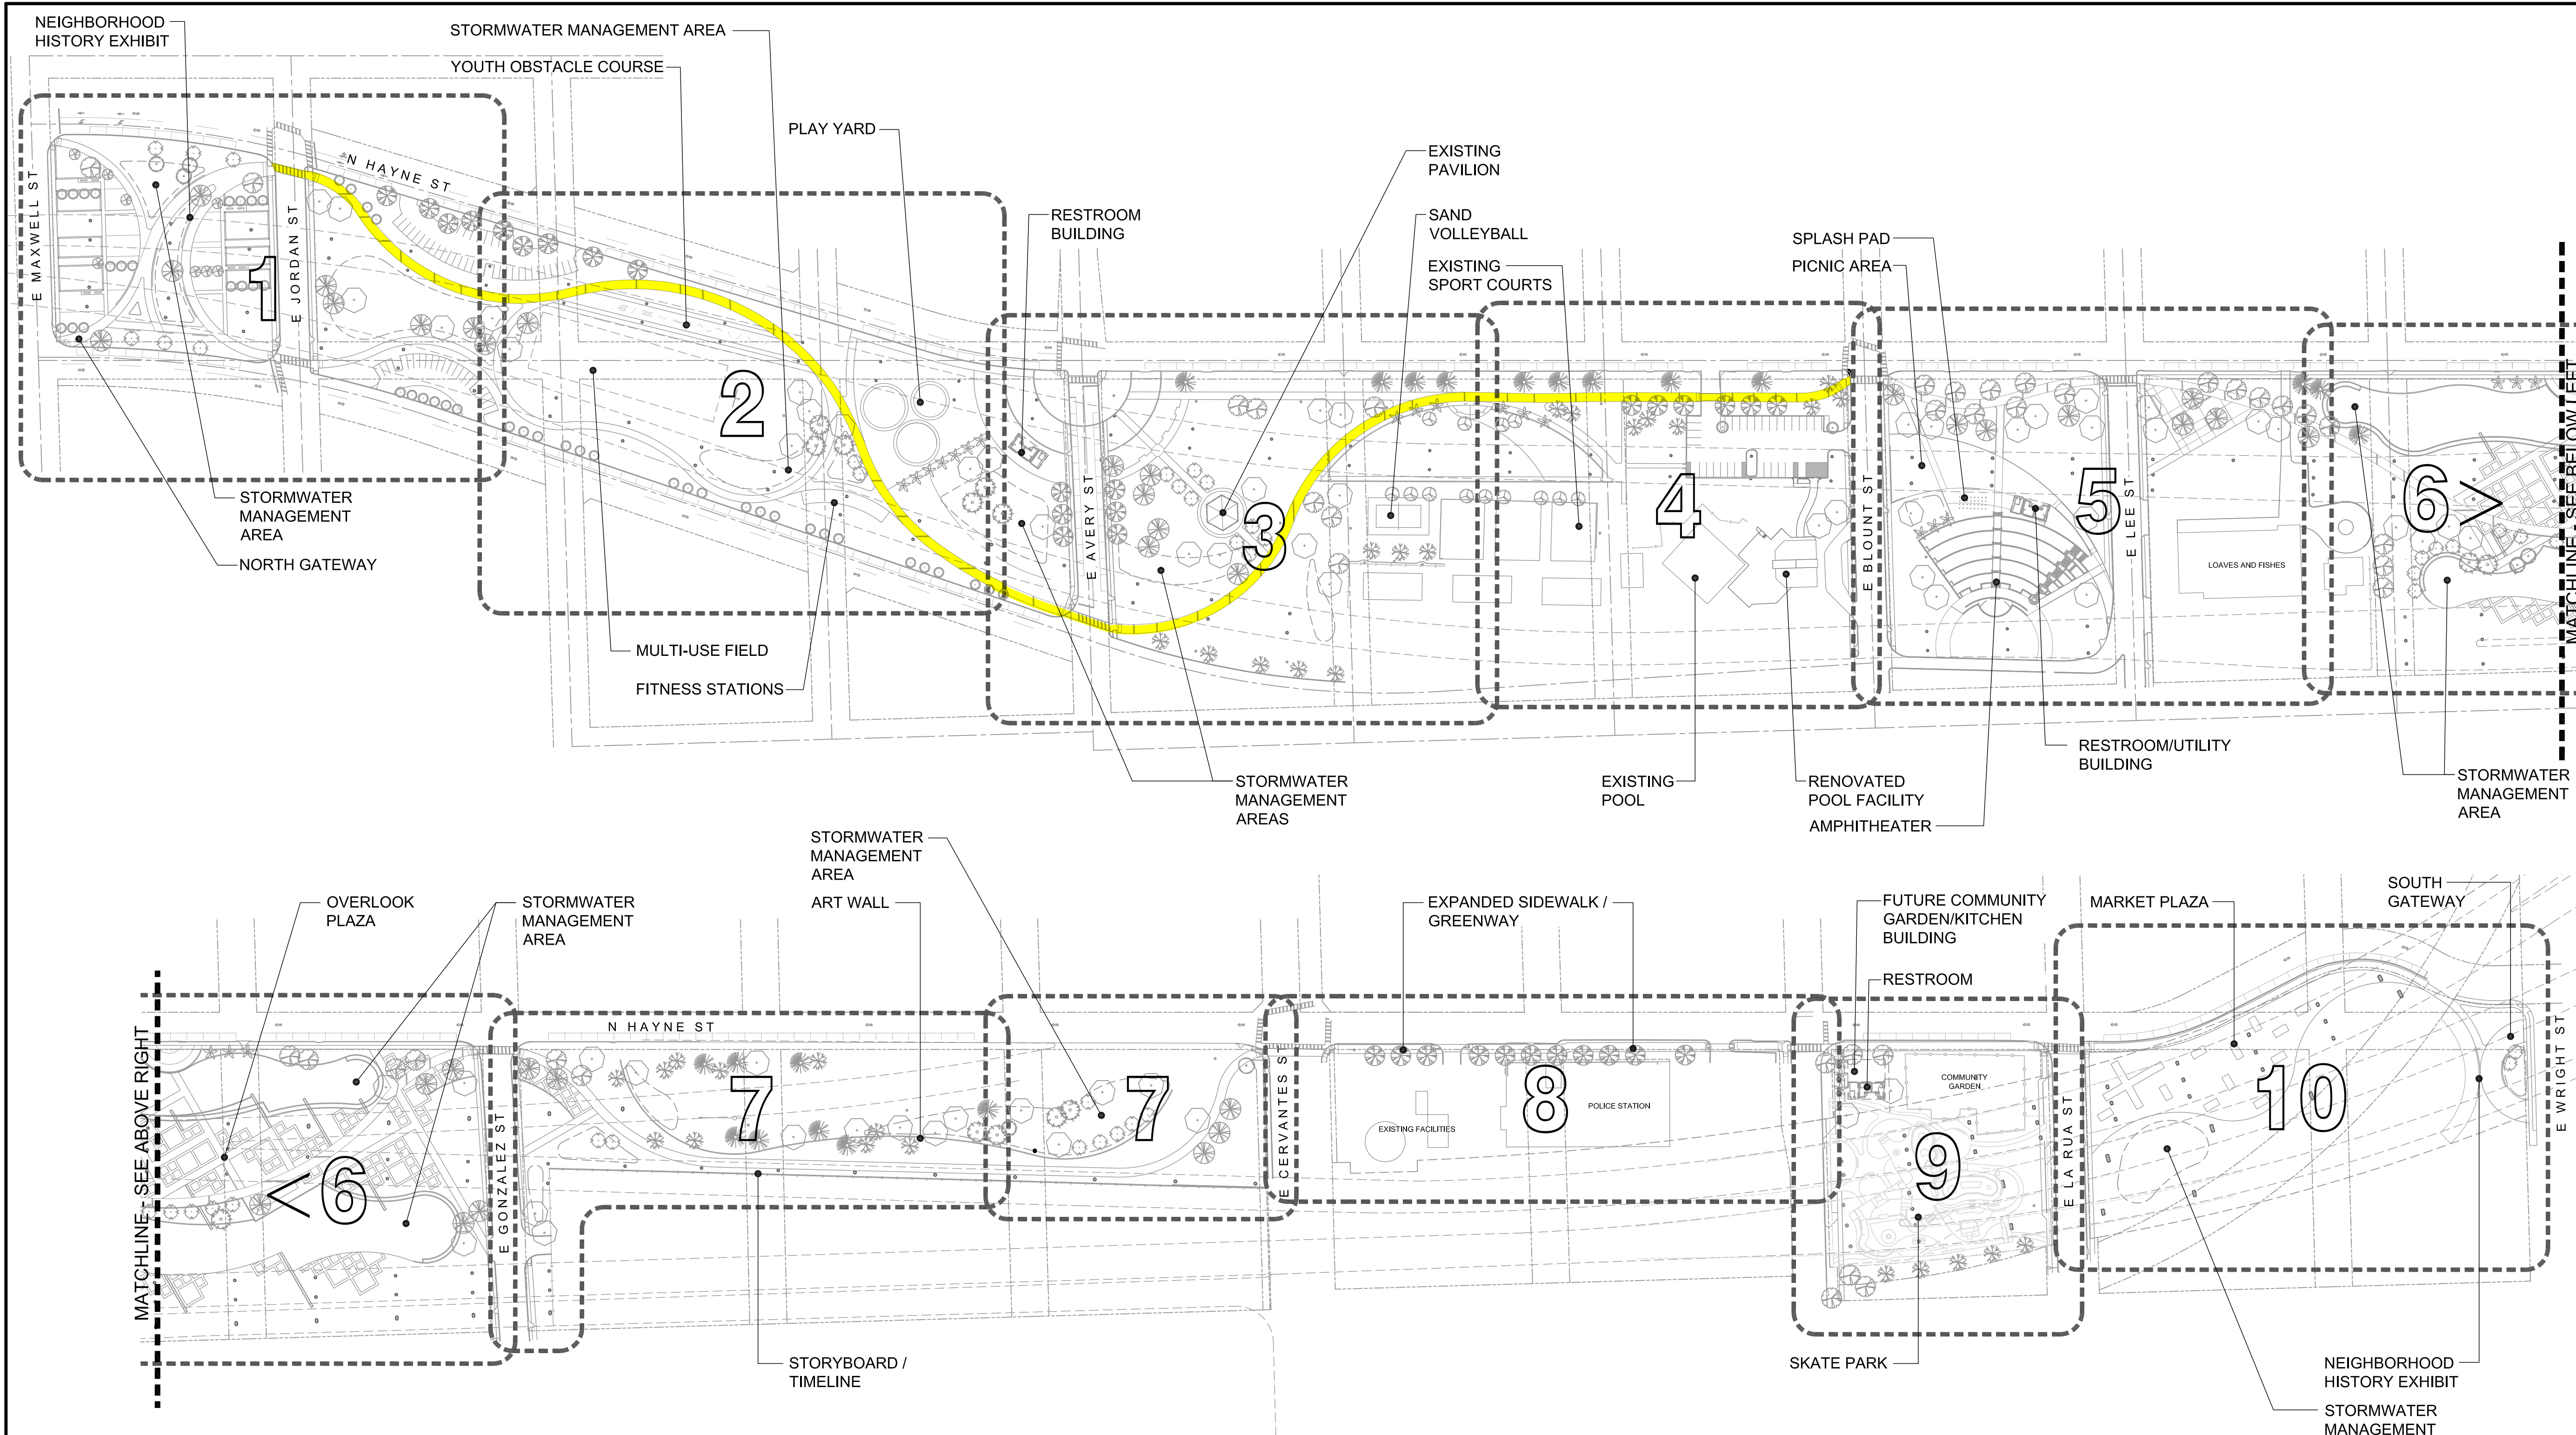 NEIGHBORHOOD
HISTORY EXHIBIT
STORMWATER MANAGEMENT AREA
YOUTH OBSTACLE COURSE
PLAY YARD
EXISTING
PAVILION
RESTROOM
BUILDING
SAND
VOLLEYBALL
EXISTING
SPORT COURTS
SPLASH PAD
PICNIC AREA
N HAYNE ST
E MAXWELL ST
E JORDAN ST
E AVERY ST
E BLOUNT ST
E LEE ST
1
2
3
4
5
6 >
LOAVES AND FISHES
MATCHLINE - SEE BELOW LEFT
STORMWATER
MANAGEMENT
AREA
NORTH GATEWAY
MULTI-USE FIELD
FITNESS STATIONS
STORMWATER
MANAGEMENT
AREAS
EXISTING
POOL
RENOVATED
POOL FACILITY
AMPHITHEATER
RESTROOM/UTILITY
BUILDING
STORMWATER
MANAGEMENT
AREA
MATCHLINE - SEE ABOVE RIGHT
OVERLOOK
PLAZA
STORMWATER
MANAGEMENT
AREA
STORMWATER
MANAGEMENT
AREA
ART WALL
EXPANDED SIDEWALK /
GREENWAY
FUTURE COMMUNITY
GARDEN/KITCHEN
BUILDING
RESTROOM
MARKET PLAZA
SOUTH
GATEWAY
N HAYNE ST
E GONZALEZ ST
E CERVANTES ST
E LA RUA ST
E WRIGHT ST
< 6
7
7
8
9
10
EXISTING FACILITIES
POLICE STATION
COMMUNITY
GARDEN
STORYBOARD /
TIMELINE
SKATE PARK
NEIGHBORHOOD
HISTORY EXHIBIT
STORMWATER
MANAGEMENT